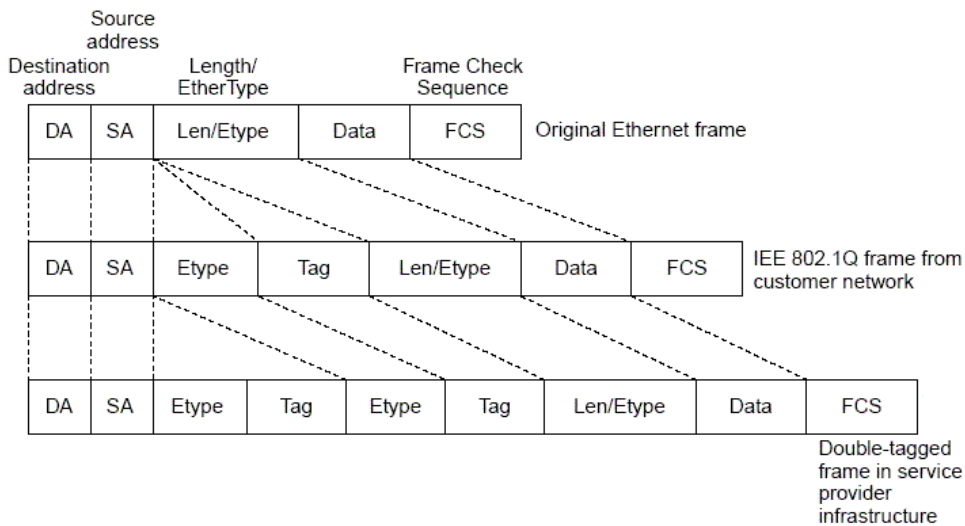 Source
address
Destination
address
Length/
EtherType
Frame Check
Sequence
DA SA Len/Etype Data FCS Original Ethernet frame
DA SA Etype Tag Len/Etype Data FCS IEE 802.1Q frame from
customer network
DA SA Etype Tag Etype Tag Len/Etype Data FCS
Double-tagged
frame in service
provider
infrastructure